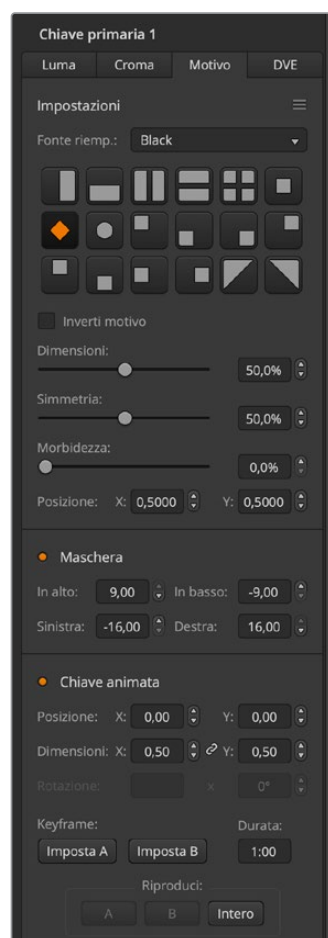 Chiave primaria 1
Luma Croma Motivo DVE
Impostazioni
Fonte riemp.: Black
Inverti motivo
Dimensioni:
50,0%
Simmetria:
50,0%
Morbidezza:
0,0%
Posizione: X: 0,5000 Y: 0,5000
Maschera
In alto: 9,00 In basso: -9,00
Sinistra: -16,00 Destra: 16,00
Chiave animata
Posizione: X: 0,00 Y: 0,00
Dimensioni: X: 0,50 Y: 0,50
Rotazione: x 0°
Keyframe: Durata:
Imposta A Imposta B 1:00
Riproduci:
A B Intero